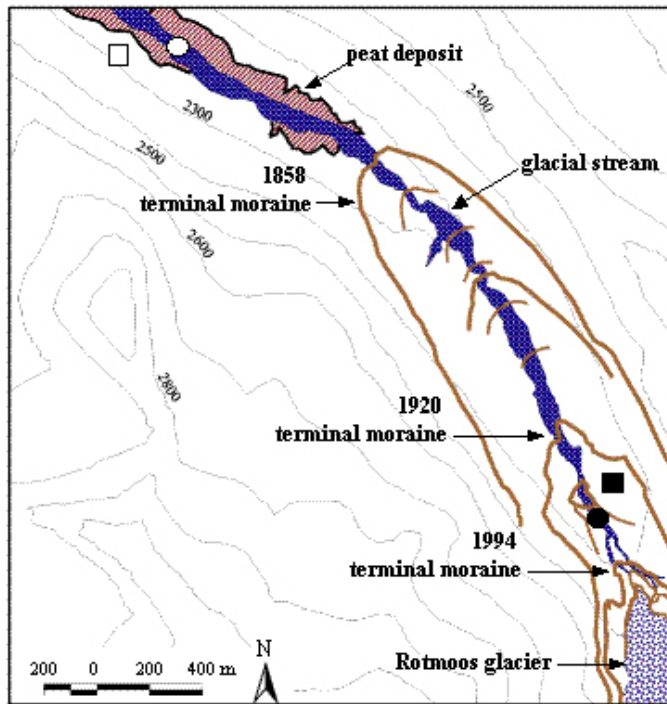 peat deposit
2500
2300
glacial stream
2500
1858
terminal moraine
2600
2800
1920
terminal moraine
1994
terminal moraine
N
Rotmoos glacier
200 0 200 400 m